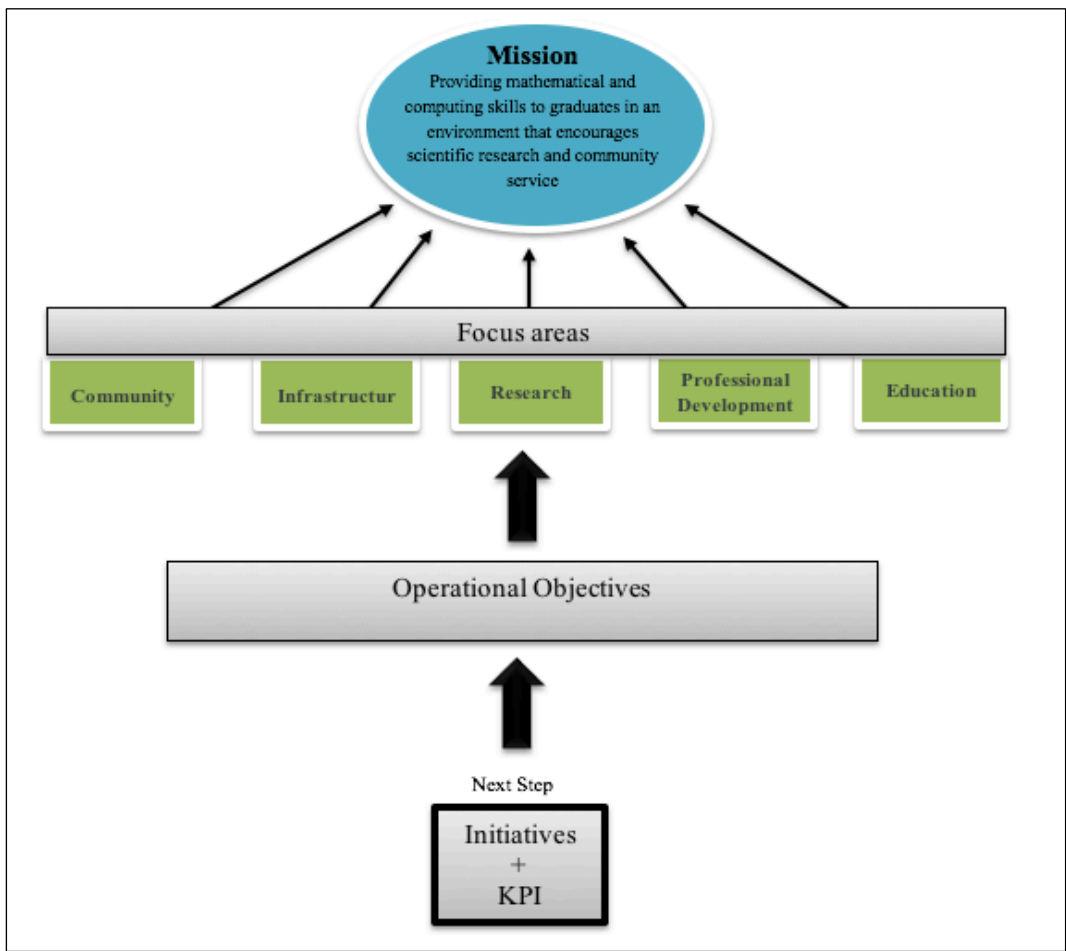 Mission
Providing mathematical and
computing skills to graduates in an
environment that encourages
scientific research and community
service
Focus areas
Community
Infrastructur
Research
Professional
Development
Education
Operational Objectives
Next Step
Initiatives
+
KPI